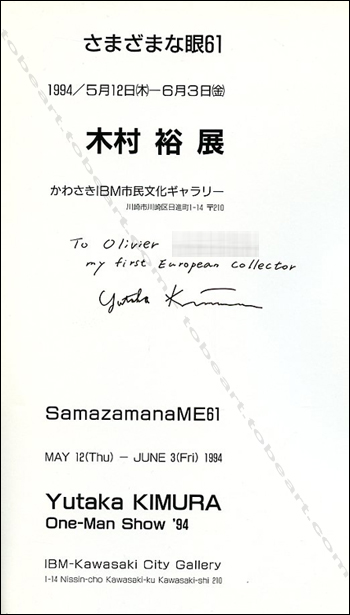 さまざまな眼61
1994／5月12日(木)－6月3日(金)
木村 裕 展
かわさきIBM市民文化ギャラリー
川崎市川崎区日進町1-14 〒210
To Olivier
my first European Collector
Yutaka Kimura
SamazamanaME61
MAY 12(Thu) － JUNE 3(Fri) 1994
Yutaka KIMURA
One-Man Show '94
IBM-Kawasaki City Gallery
1-14 Nissin-cho Kawasaki-ku Kawasaki-shi 210
www.tobeart.com